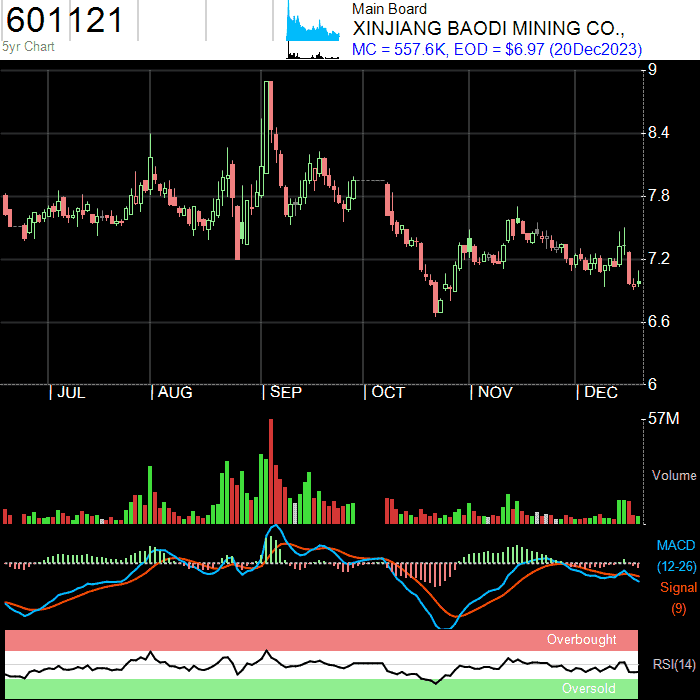 601121
5yr Chart
Main Board
XINJIANG BAODI MINING CO.,
MC = 557.6K, EOD = $6.97 (20Dec2023)
9
8.4
7.8
7.2
6.6
6
JUL AUG SEP OCT NOV DEC
57M
Volume
MACD
(12-26)
Signal
(9)
Overbought
RSI(14)
Oversold